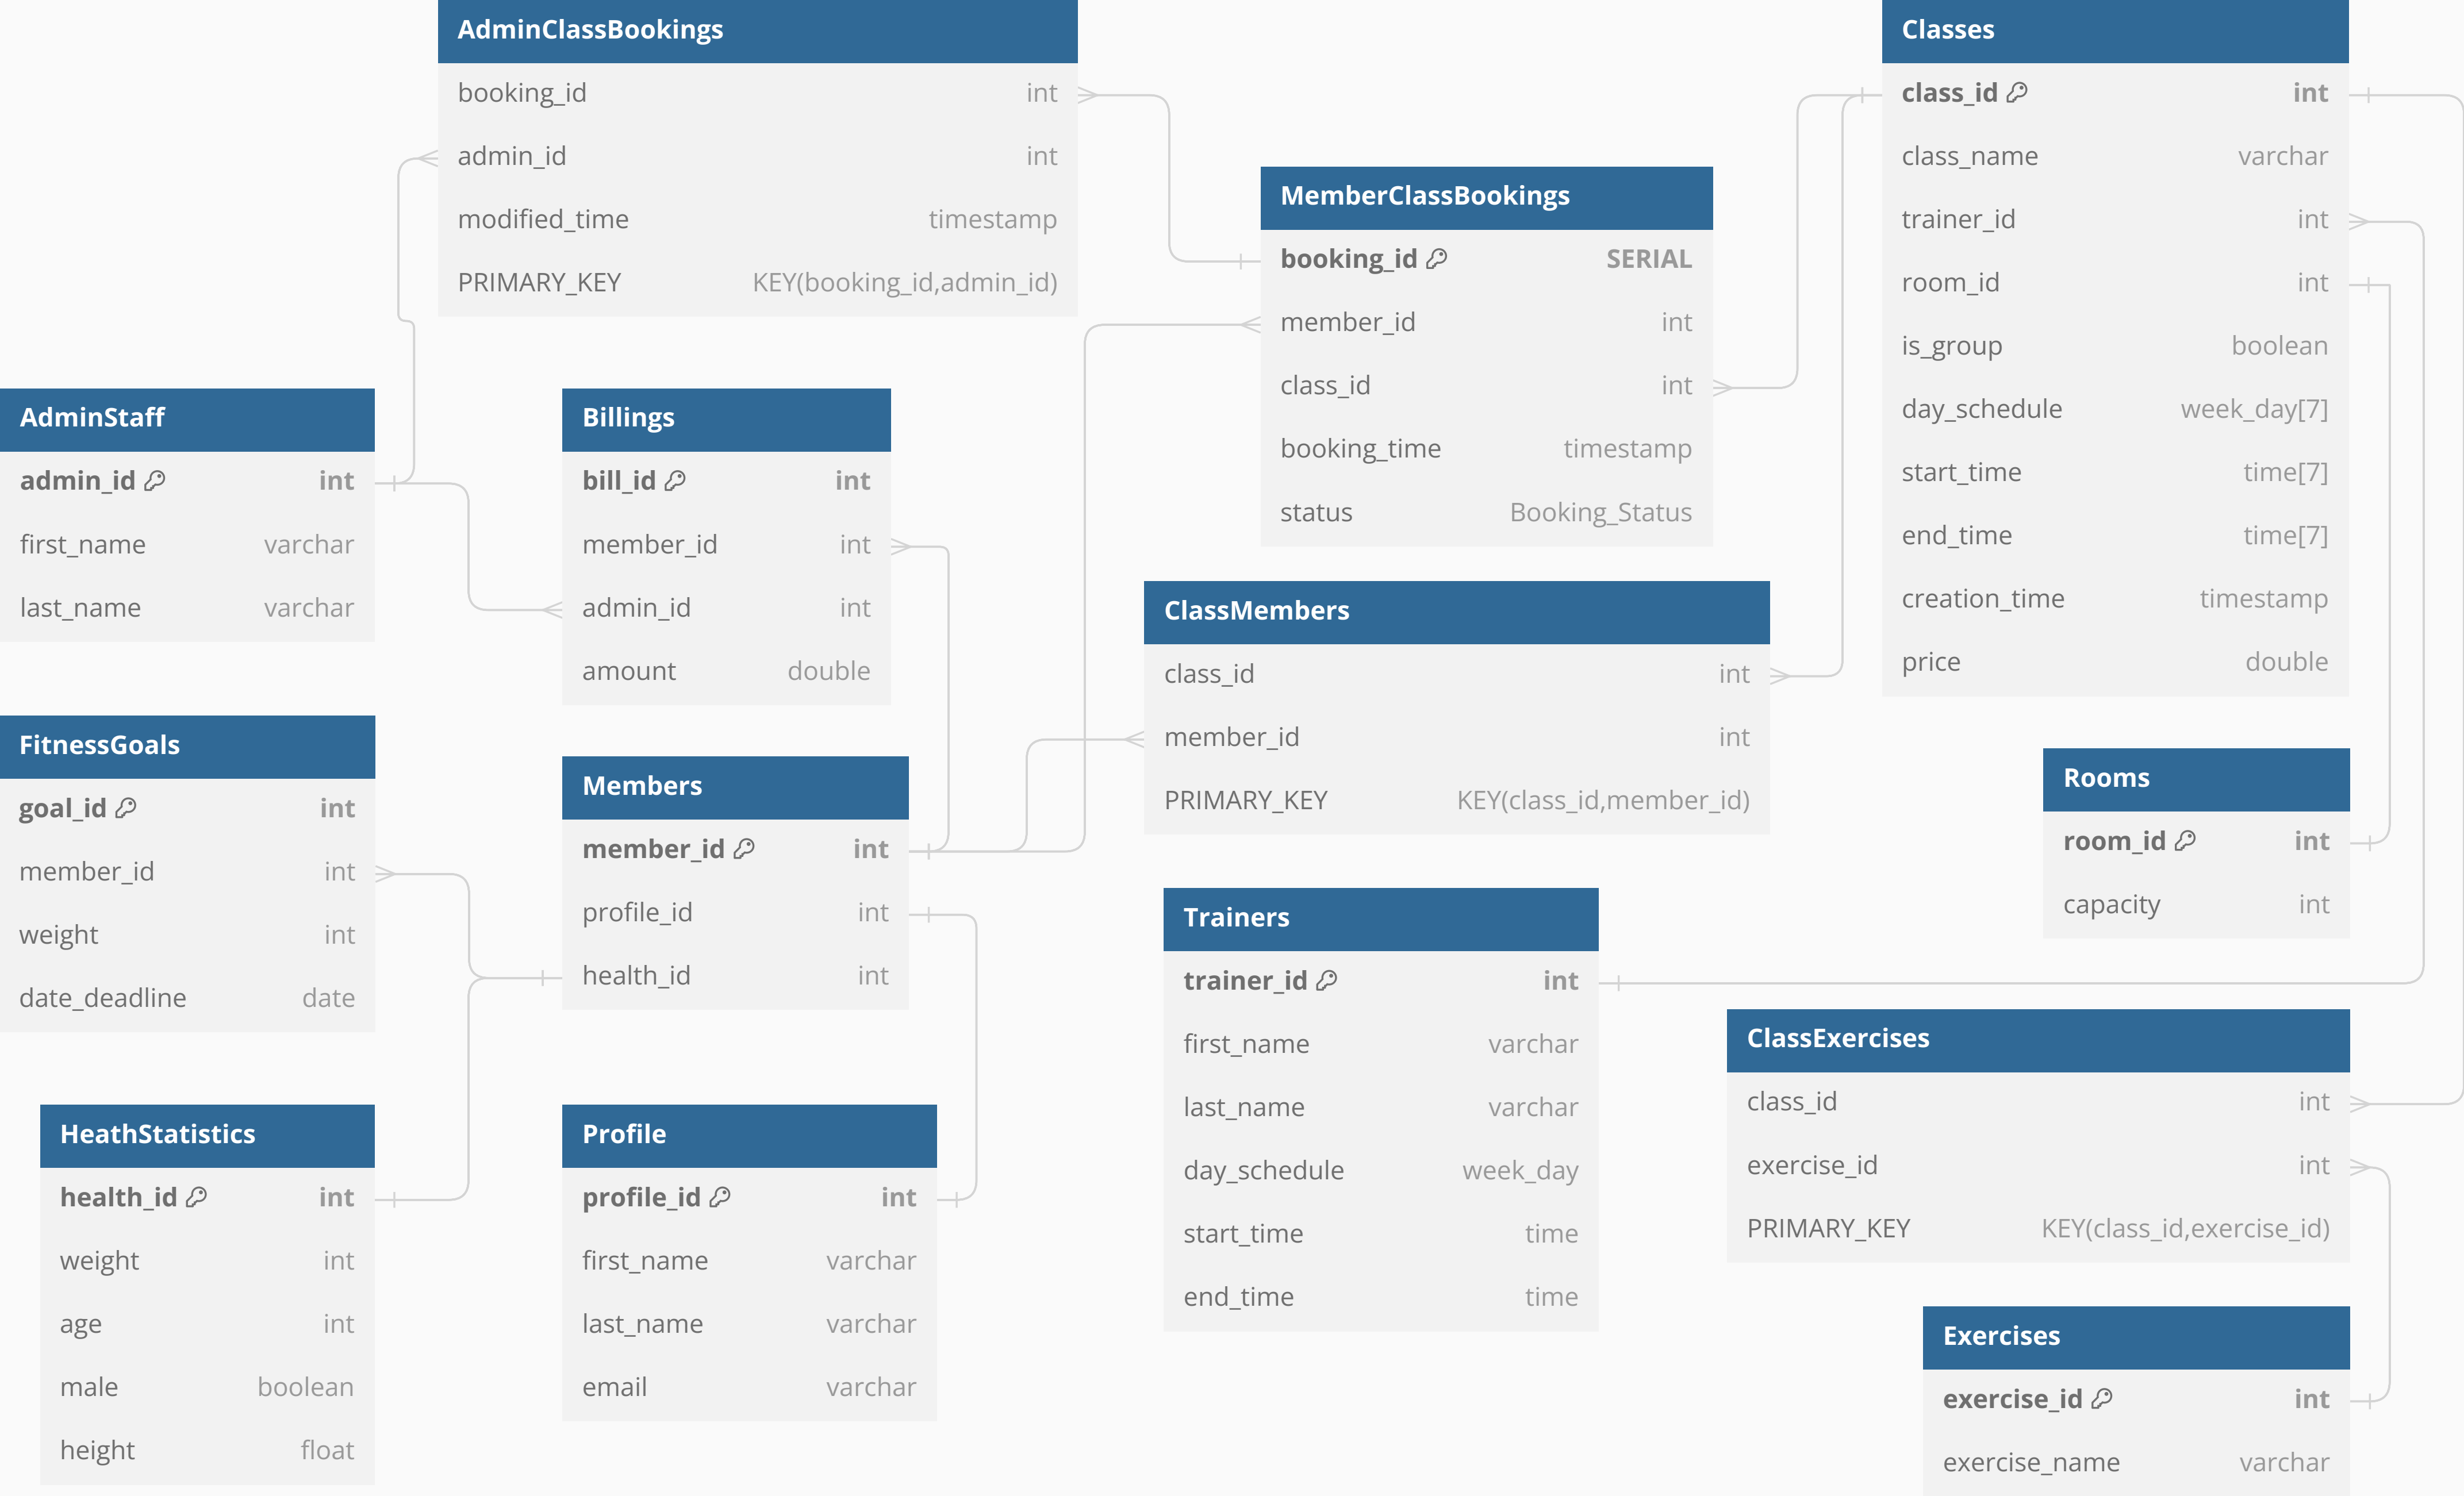 AdminClassBookings
booking_id int
admin_id int
modified_time timestamp
PRIMARY_KEY KEY(booking_id,admin_id)
Classes
class_id int
class_name varchar
trainer_id int
room_id int
is_group boolean
day_schedule week_day[7]
start_time time[7]
end_time time[7]
creation_time timestamp
price double
MemberClassBookings
booking_id SERIAL
member_id int
class_id int
booking_time timestamp
status Booking_Status
AdminStaff
admin_id int
first_name varchar
last_name varchar
Billings
bill_id int
member_id int
admin_id int
amount double
ClassMembers
class_id int
member_id int
PRIMARY_KEY KEY(class_id,member_id)
FitnessGoals
goal_id int
member_id int
weight int
date_deadline date
Members
member_id int
profile_id int
health_id int
Rooms
room_id int
capacity int
Trainers
trainer_id int
first_name varchar
last_name varchar
day_schedule week_day
start_time time
end_time time
ClassExercises
class_id int
exercise_id int
PRIMARY_KEY KEY(class_id,exercise_id)
HeathStatistics
health_id int
weight int
age int
male boolean
height float
Profile
profile_id int
first_name varchar
last_name varchar
email varchar
Exercises
exercise_id int
exercise_name varchar